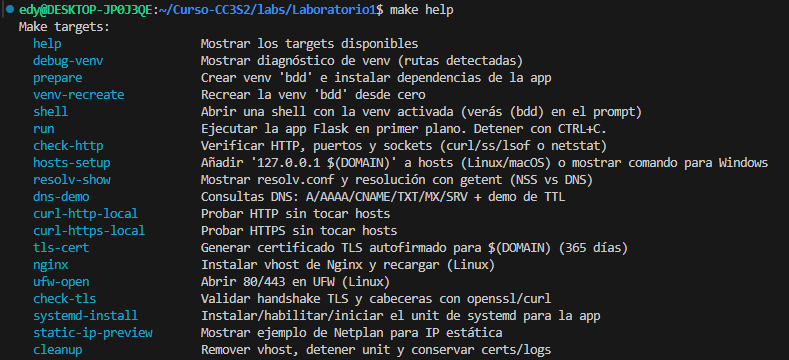 edy@DESKTOP-JP0J3QE:~/Curso-CC3S2/labs/Laboratorio1$ make help
Make targets:
help Mostrar los targets disponibles
debug-venv Mostrar diagnóstico de venv (rutas detectadas)
prepare Crear venv 'bdd' e instalar dependencias de la app
venv-recreate Recrear la venv 'bdd' desde cero
shell Abrir una shell con la venv activada (verás (bdd) en el prompt)
run Ejecutar la app Flask en primer plano. Detener con CTRL+C.
check-http Verificar HTTP, puertos y sockets (curl/ss/lsof o netstat)
hosts-setup Añadir '127.0.0.1 $(DOMAIN)' a hosts (Linux/macOS) o mostrar comando para Windows
resolv-show Mostrar resolv.conf y resolución con getent (NSS vs DNS)
dns-demo Consultas DNS: A/AAAA/CNAME/TXT/MX/SRV + demo de TTL
curl-http-local Probar HTTP sin tocar hosts
curl-https-local Probar HTTPS sin tocar hosts
tls-cert Generar certificado TLS autofirmado para $(DOMAIN) (365 días)
nginx Instalar vhost de Nginx y recargar (Linux)
ufw-open Abrir 80/443 en UFW (Linux)
check-tls Validar handshake TLS y cabeceras con openssl/curl
systemd-install Instalar/habilitar/iniciar el unit de systemd para la app
static-ip-preview Mostrar ejemplo de Netplan para IP estática
cleanup Remover vhost, detener unit y conservar certs/logs